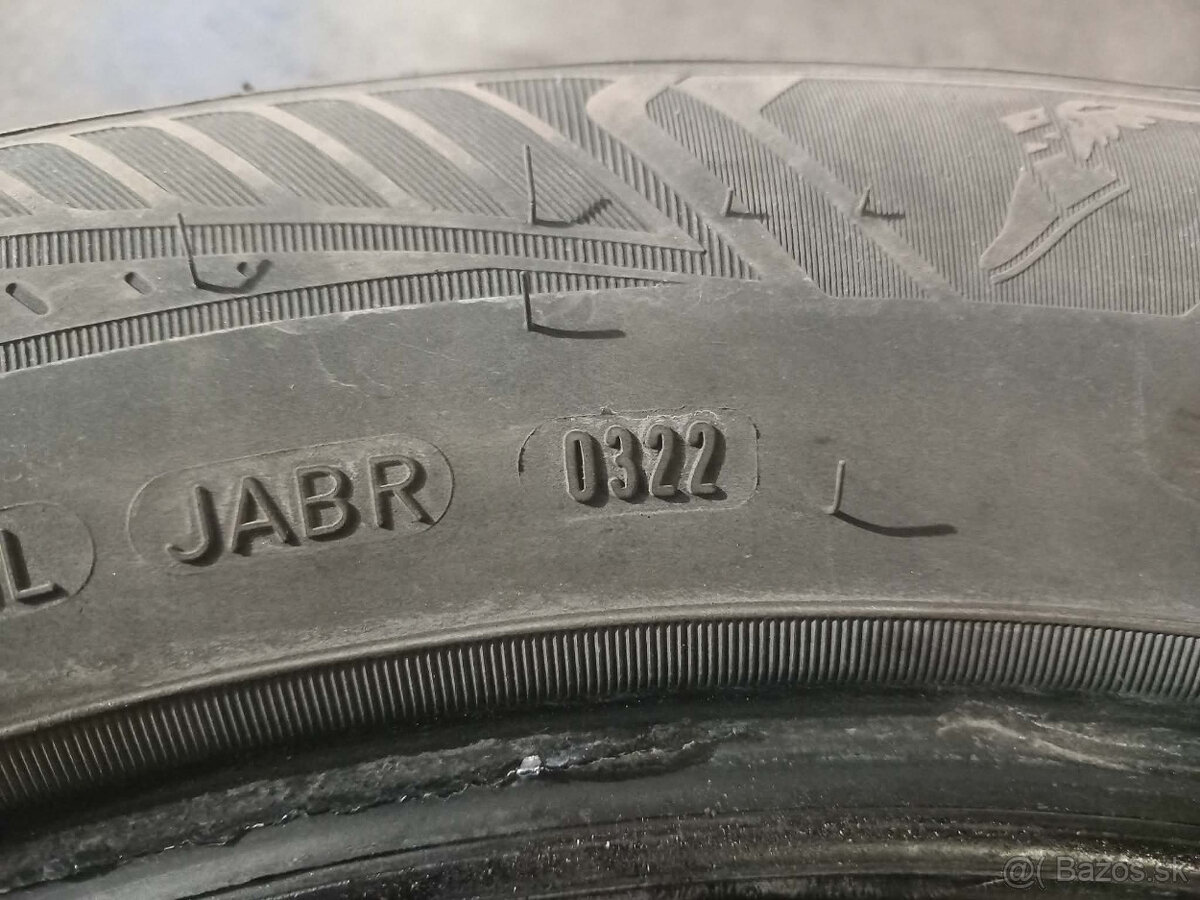 L JABR 0322
@( Bazos.sk